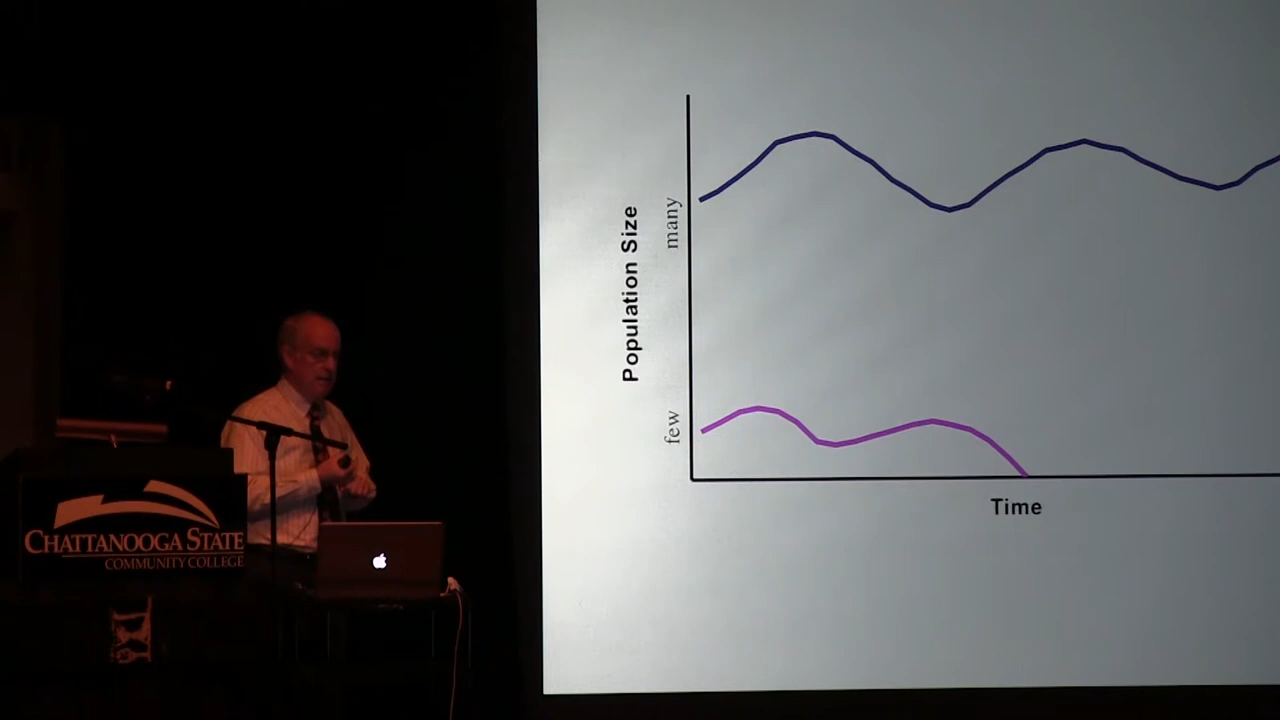 CHATTANOOGA STATE
COMMUNITY COLLEGE
Population Size
many
few
Time